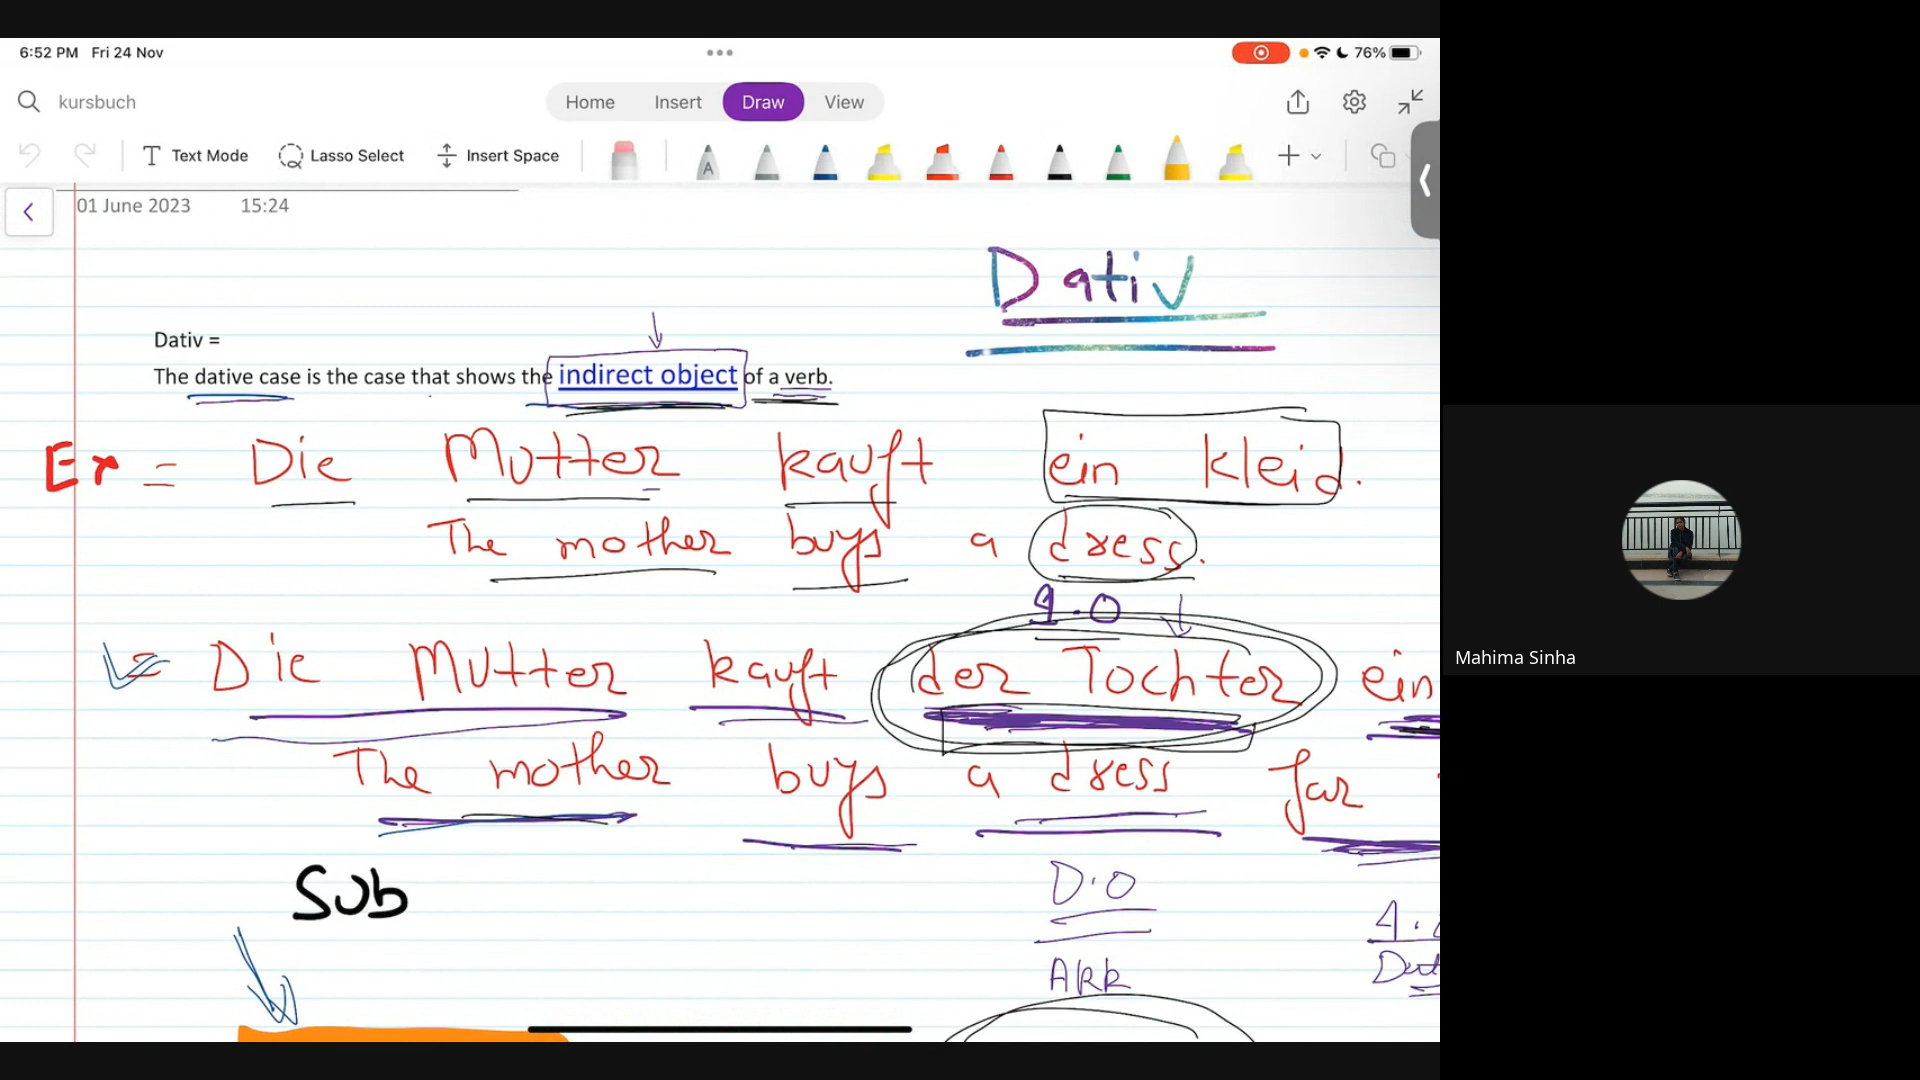 6:52 PM Fri 24 Nov
76%
kursbuch
Home Insert Draw View
Text Mode Lasso Select Insert Space
A
01 June 2023 15:24
Dativ
Dativ =
The dative case is the case that shows the indirect object of a verb.
Ex = Die Mutter kauft ein kleid.
The mother buys a dress.
I.O
= Die Mutter kauft der Tochter ein
The mother buys a dress for
Sub
D.O
Akk
Mahima Sinha